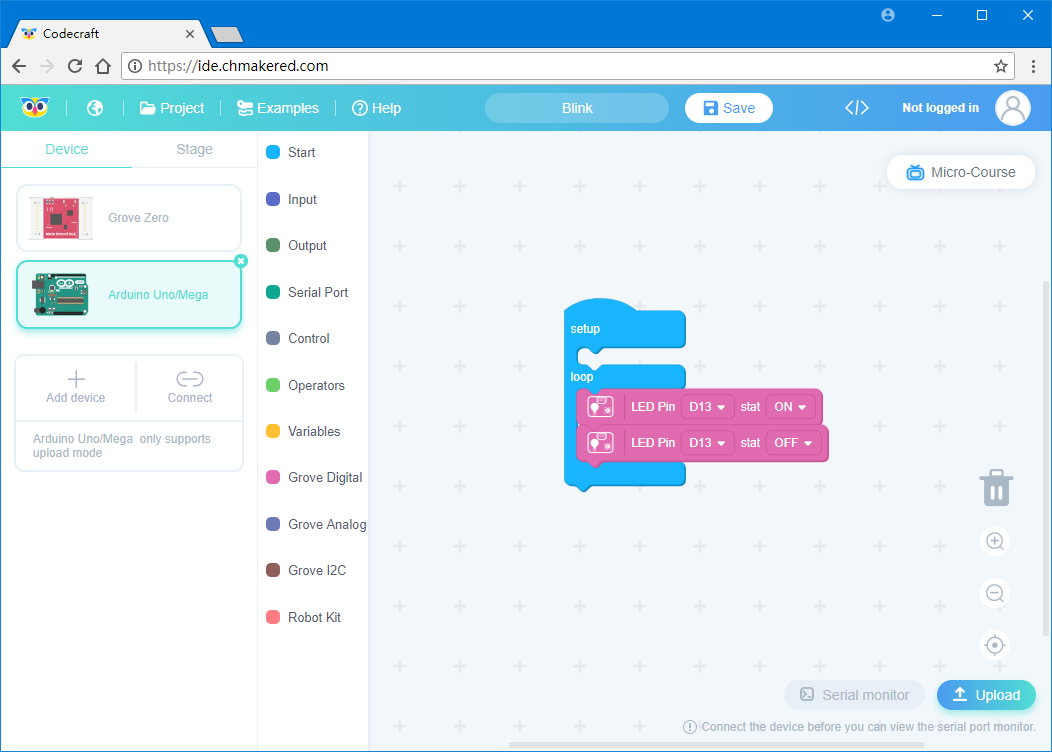 Codecraft
https://ide.chmakered.com
Project
Examples
Help
Blink
Save
</>
Not logged in
Device
Stage
Grove Zero
Arduino Uno/Mega
Add device
Connect
Arduino Uno/Mega only supports
upload mode
Start
Input
Output
Serial Port
Control
Operators
Variables
Grove Digital
Grove Analog
Grove I2C
Robot Kit
Micro-Course
setup
loop
LED Pin D13 stat ON
LED Pin D13 stat OFF
Serial monitor
Upload
Connect the device before you can view the serial port monitor.